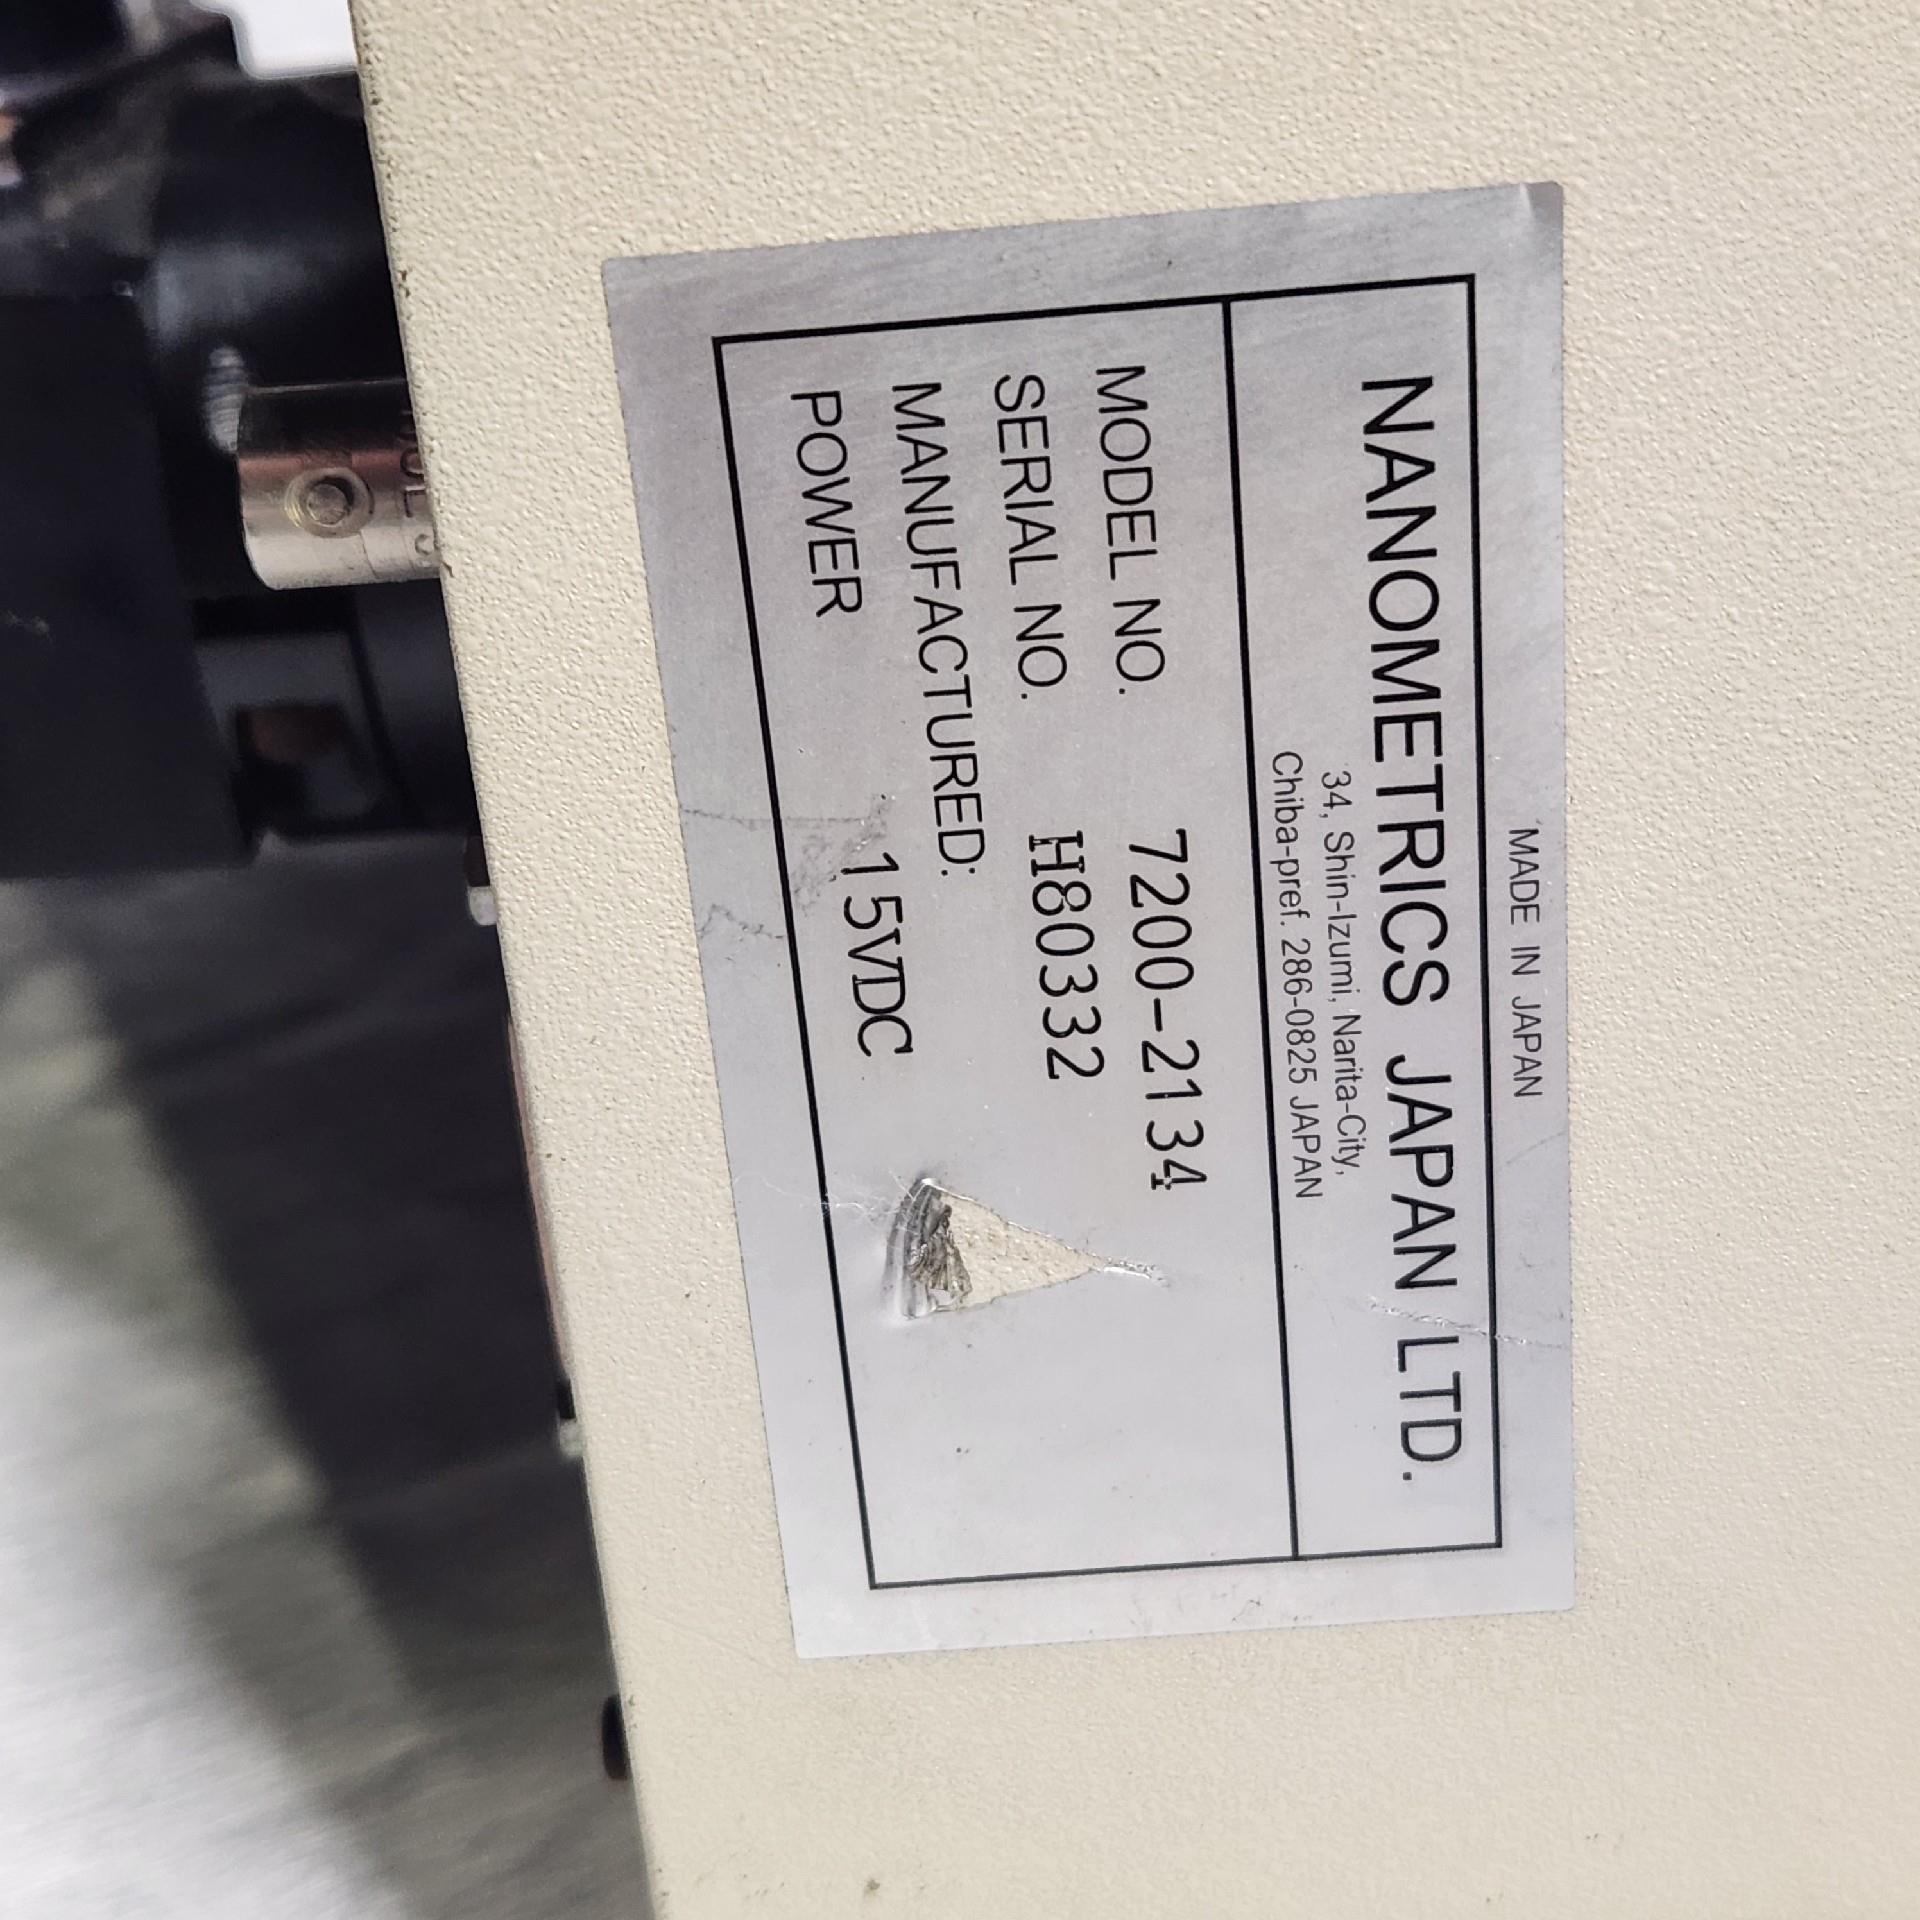 MADE IN JAPAN
NANOMETRICS JAPAN LTD.
34, Shin-Izumi, Narita-City,
Chiba-pref. 286-0825 JAPAN
MODEL NO. 7200-2134
SERIAL NO. H80332
MANUFACTURED:
POWER 15VDC